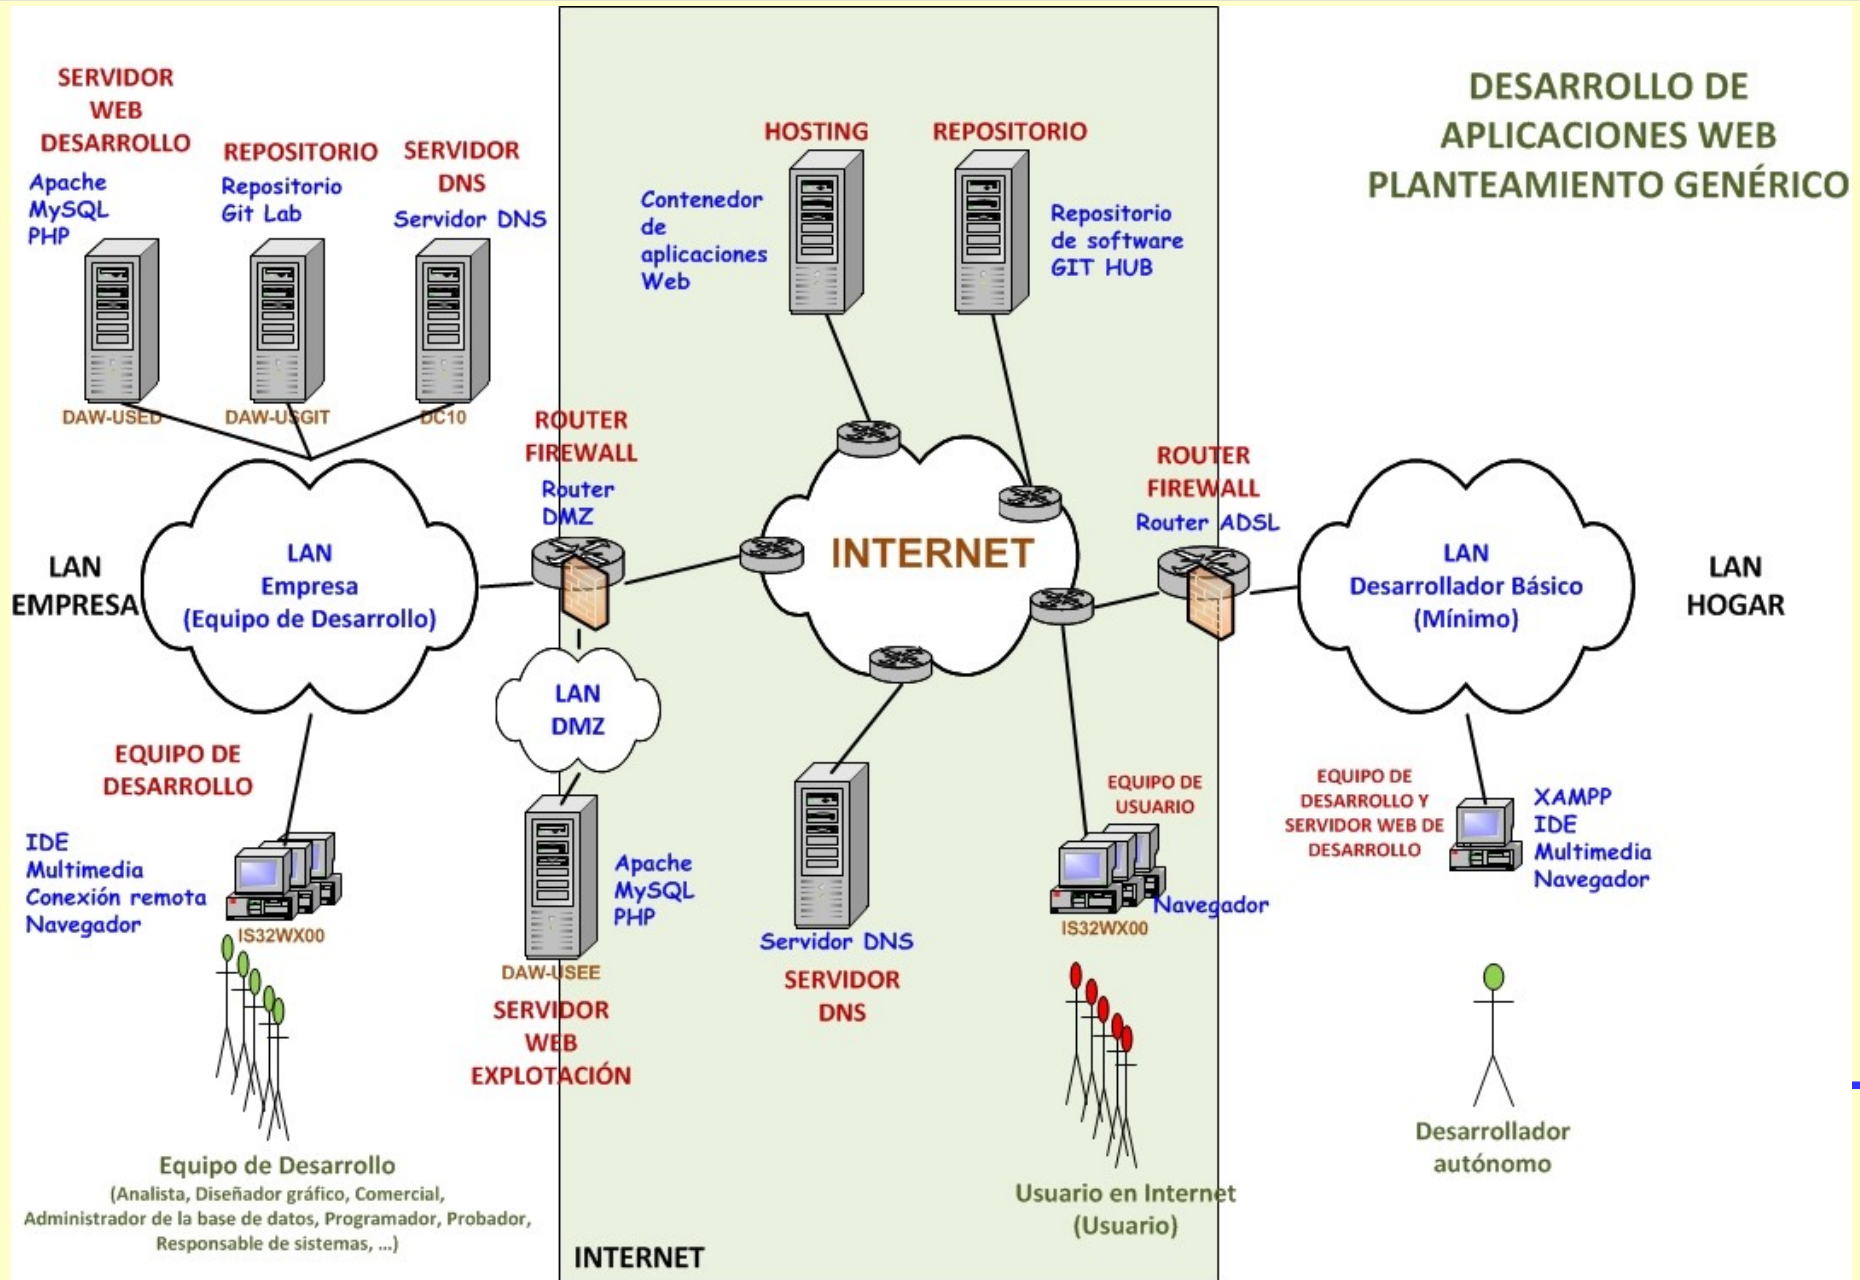 DESARROLLO DE
APLICACIONES WEB
PLANTEAMIENTO GENÉRICO
SERVIDOR
WEB
DESARROLLO
Apache
MySQL
PHP
DAW-USED
REPOSITORIO
Repositorio
Git Lab
DAW-USGIT
SERVIDOR
DNS
Servidor DNS
DC10
HOSTING
Contenedor
de
aplicaciones
Web
REPOSITORIO
Repositorio
de software
GIT HUB
ROUTER
FIREWALL
Router
DMZ
ROUTER
FIREWALL
Router ADSL
LAN
EMPRESA
LAN
Empresa
(Equipo de Desarrollo)
INTERNET
LAN
Desarrollador Básico
(Mínimo)
LAN
HOGAR
LAN
DMZ
EQUIPO DE
DESARROLLO
IDE
Multimedia
Conexión remota
Navegador
IS32WX00
Apache
MySQL
PHP
DAW-USEE
SERVIDOR
WEB
EXPLOTACIÓN
Servidor DNS
SERVIDOR
DNS
EQUIPO DE
USUARIO
Navegador
IS32WX00
EQUIPO DE
DESARROLLO Y
SERVIDOR WEB DE
DESARROLLO
XAMPP
IDE
Multimedia
Navegador
Equipo de Desarrollo
(Analista, Diseñador gráfico, Comercial,
Administrador de la base de datos, Programador, Probador,
Responsable de sistemas, ...)
Usuario en Internet
(Usuario)
Desarrollador
autónomo
INTERNET